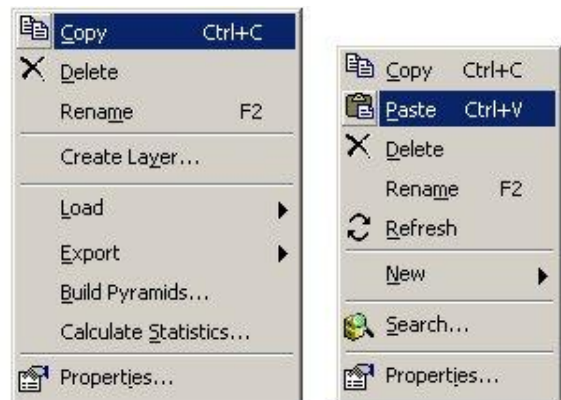 Copy Ctrl+C
Delete
Rename F2
Create Layer...
Load
Export
Build Pyramids...
Calculate Statistics...
Properties...
Copy Ctrl+C
Paste Ctrl+V
Delete
Rename F2
Refresh
New
Search...
Properties...